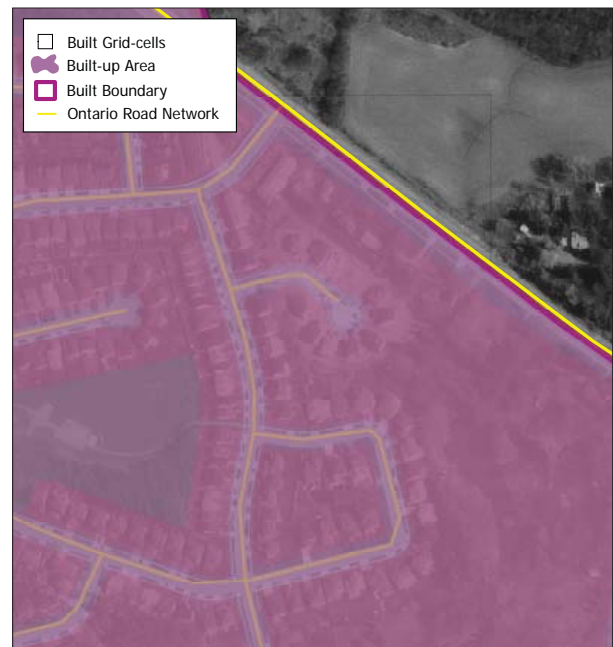 Built Grid-cells
Built-up Area
Built Boundary
Ontario Road Network